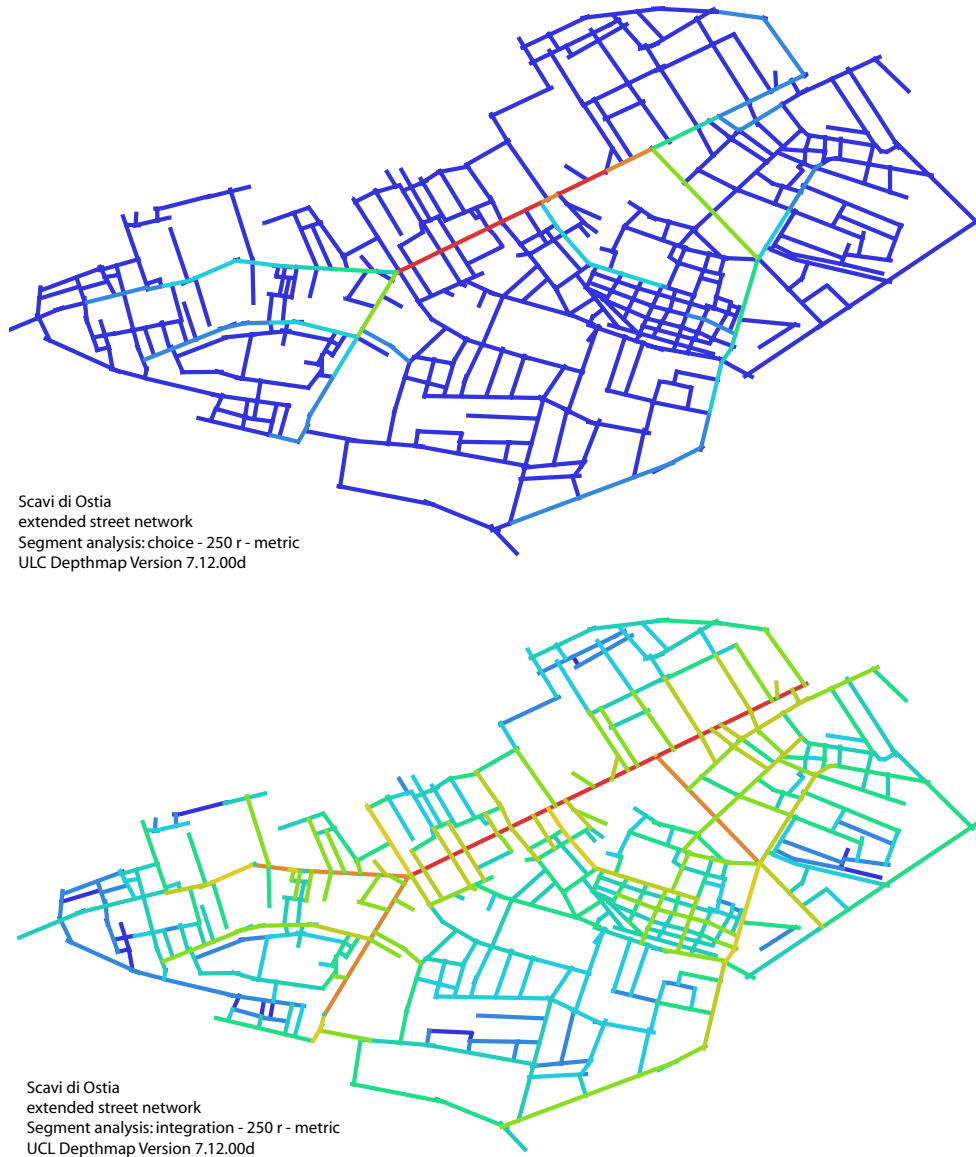 Scavi di Ostia
extended street network
Segment analysis: choice - 250 r - metric
ULC Depthmap Version 7.12.00d
Scavi di Ostia
extended street network
Segment analysis: integration - 250 r - metric
UCL Depthmap Version 7.12.00d